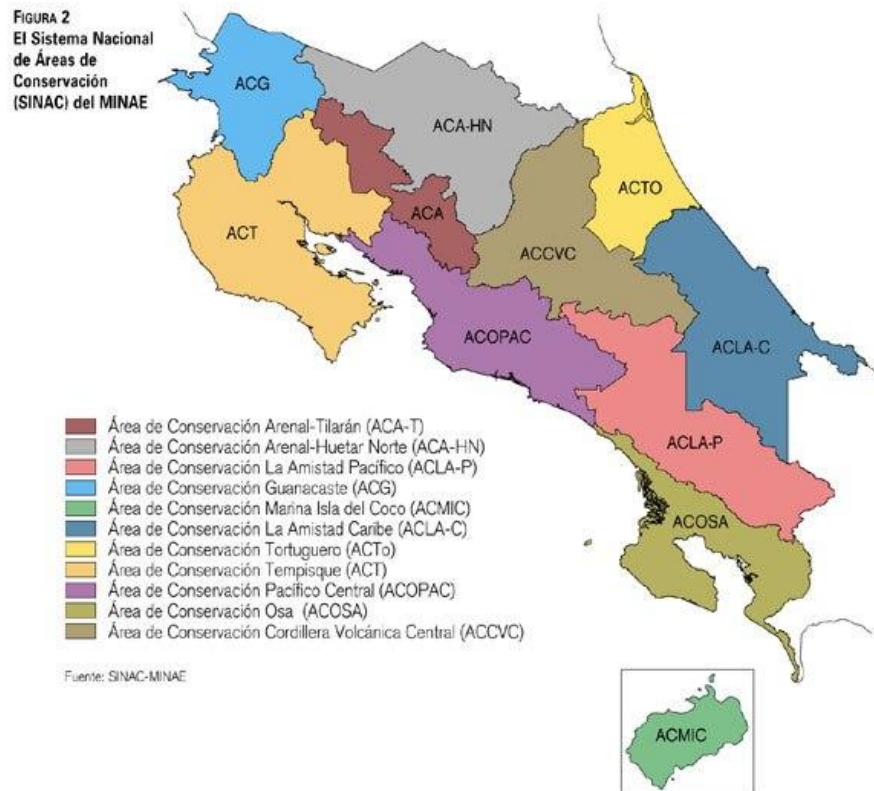 FIGURA 2
El Sistema Nacional
de Áreas de
Conservación
(SINAC) del MINAE
ACG
ACA-HN
ACTO
ACA
ACT
ACCVC
ACOPAC
ACLA-C
ACLA-P
ACOSA
Área de Conservación Arenal-Tilarán (ACA-T)
Área de Conservación Arenal-Huetar Norte (ACA-HN)
Área de Conservación La Amistad Pacífico (ACLA-P)
Área de Conservación Guanacaste (ACG)
Área de Conservación Marina Isla del Coco (ACMIC)
Área de Conservación La Amistad Caribe (ACLA-C)
Área de Conservación Tortuguero (ACTo)
Área de Conservación Tempisque (ACT)
Área de Conservación Pacífico Central (ACOPAC)
Área de Conservación Osa (ACOSA)
Área de Conservación Cordillera Volcánica Central (ACCVC)
Fuente: SINAC-MINAE
ACMIC